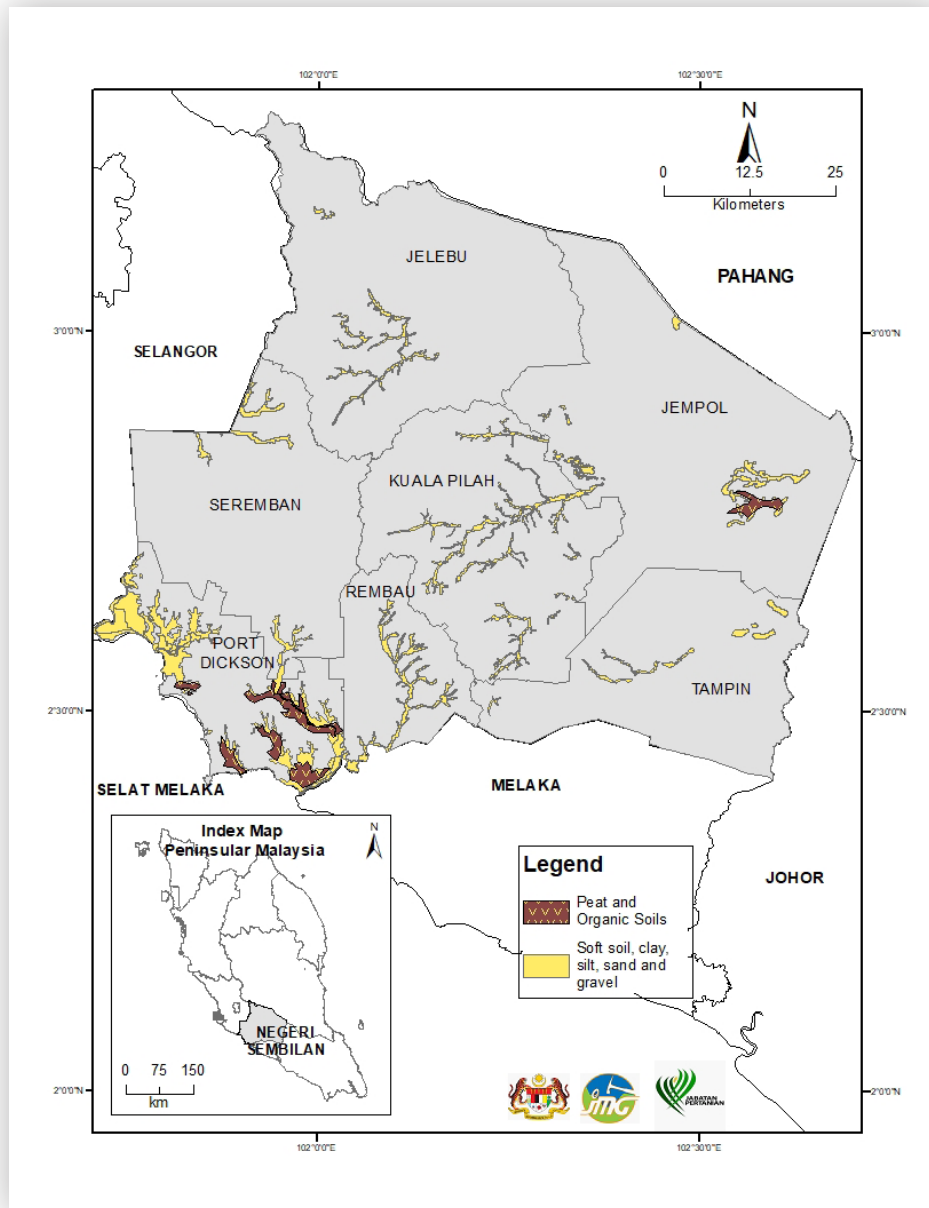 102°0'0"E
102°30'0"E
N
0 12.5 25
Kilometers
JELEBU
PAHANG
3°0'0"N
3°0'0"N
SELANGOR
JEMPOL
KUALA PILAH
SEREMBAN
REMBAU
PORT
DICKSON
TAMPIN
2°30'0"N
2°30'0"N
SELAT MELAKA
MELAKA
JOHOR
Index Map
Peninsular Malaysia
N
NEGERI
SEMBILAN
0 75 150
km
Legend
Peat and
Organic Soils
Soft soil, clay,
silt, sand and
gravel
2°0'0"N
2°0'0"N
JMG
JABATAN
PERTANIAN
102°0'0"E
102°30'0"E